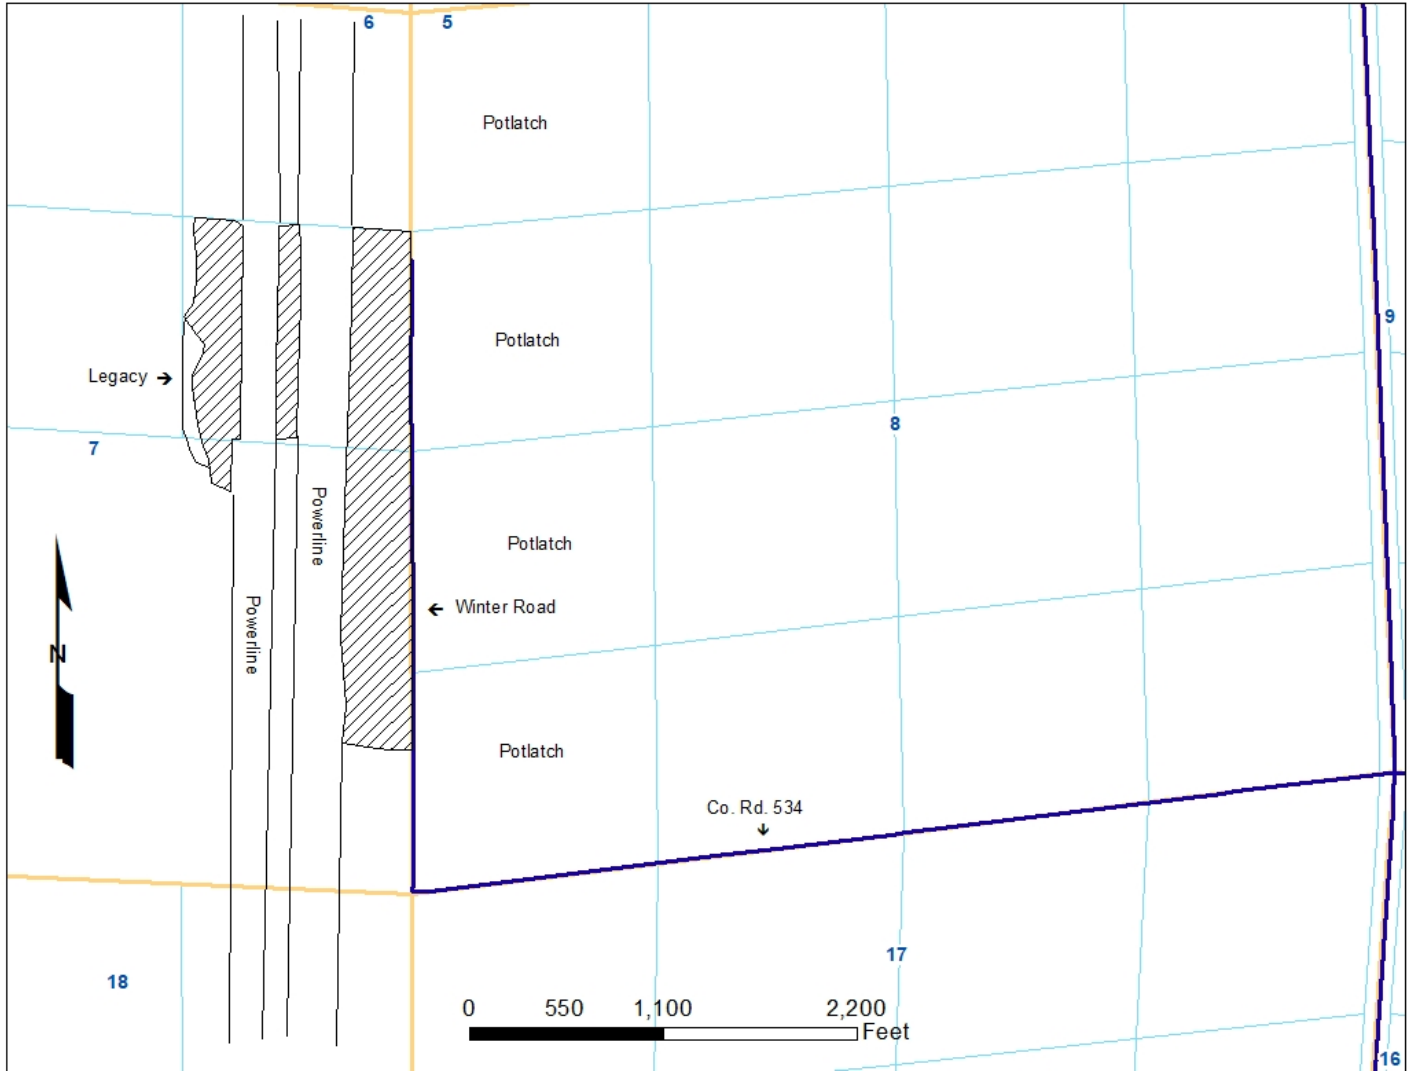 6
5
Potlatch
9
Potlatch
Legacy
8
7
Powerline
Potlatch
Powerline
Winter Road
N
Potlatch
Co. Rd. 534
17
18
0 550 1,100 2,200
Feet
16